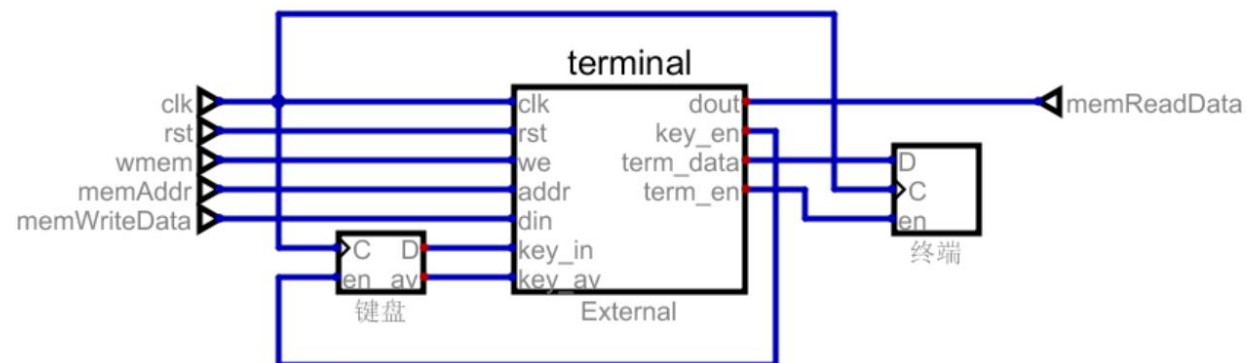 terminal
clk
clk
dout
memReadData
rst
rst
key_en
wmem
we
term_data
D
memAddr
addr
term_en
C
memWriteData
din
en
C
D
key_in
终端
en
av
key_av
键盘
External